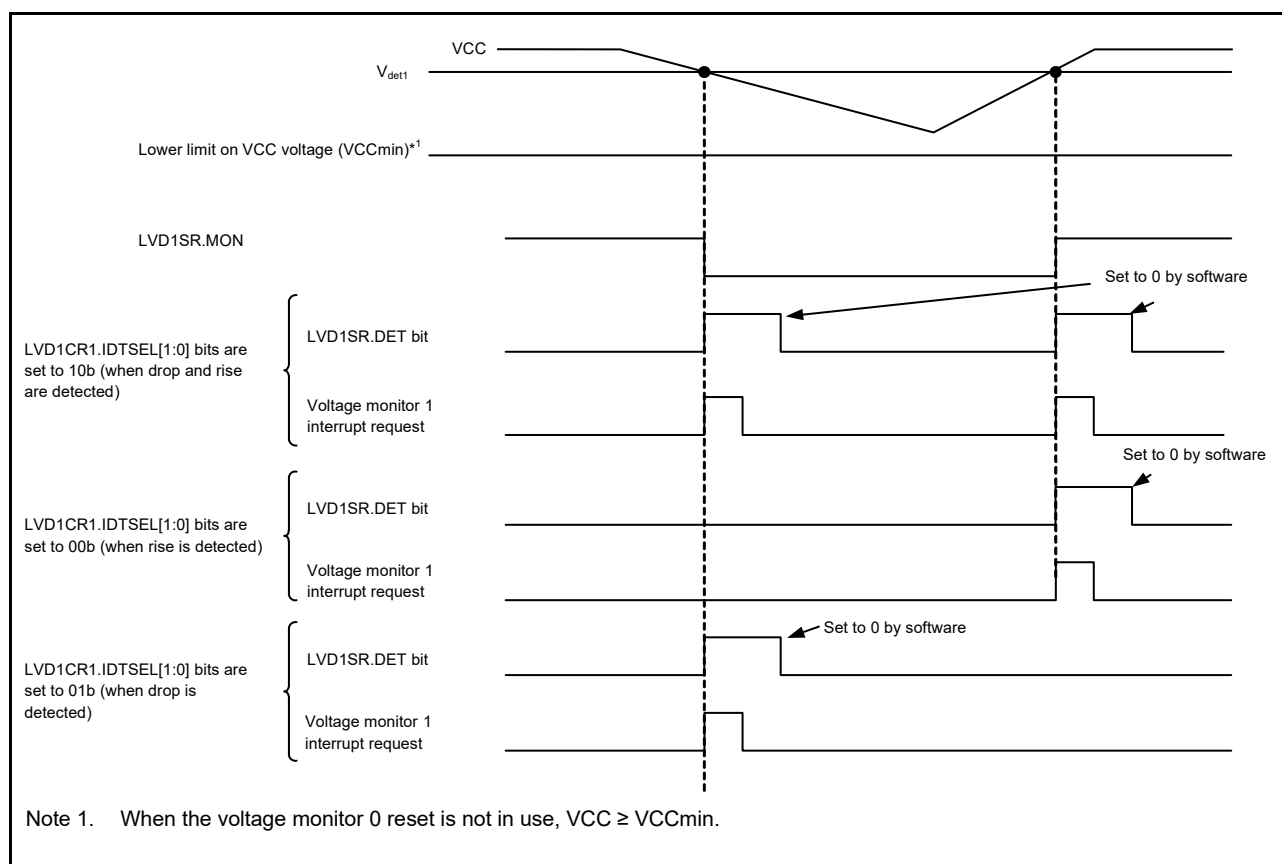 VCC
Vdet1
Lower limit on VCC voltage (VCCmin)*1
LVD1SR.MON
Set to 0 by software
LVD1CR1.IDTSEL[1:0] bits are
set to 10b (when drop and rise
are detected)
LVD1SR.DET bit
Voltage monitor 1
interrupt request
Set to 0 by software
LVD1CR1.IDTSEL[1:0] bits are
set to 00b (when rise is detected)
LVD1SR.DET bit
Voltage monitor 1
interrupt request
Set to 0 by software
LVD1CR1.IDTSEL[1:0] bits are
set to 01b (when drop is
detected)
LVD1SR.DET bit
Voltage monitor 1
interrupt request
Note 1. When the voltage monitor 0 reset is not in use, VCC ≥ VCCmin.